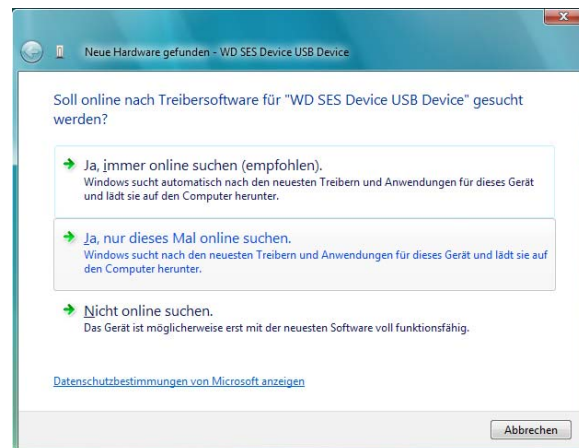 Neue Hardware gefunden - WD SES Device USB Device
Soll online nach Treibersoftware für "WD SES Device USB Device" gesucht
werden?
Ja, immer online suchen (empfohlen).
Windows sucht automatisch nach den neuesten Treibern und Anwendungen für dieses Gerät
und lädt sie auf den Computer herunter.
Ja, nur dieses Mal online suchen.
Windows sucht nach den neuesten Treibern und Anwendungen für dieses Gerät und lädt sie auf
den Computer herunter.
Nicht online suchen.
Das Gerät ist möglicherweise erst mit der neuesten Software voll funktionsfähig.
Datenschutzbestimmungen von Microsoft anzeigen
Abbrechen